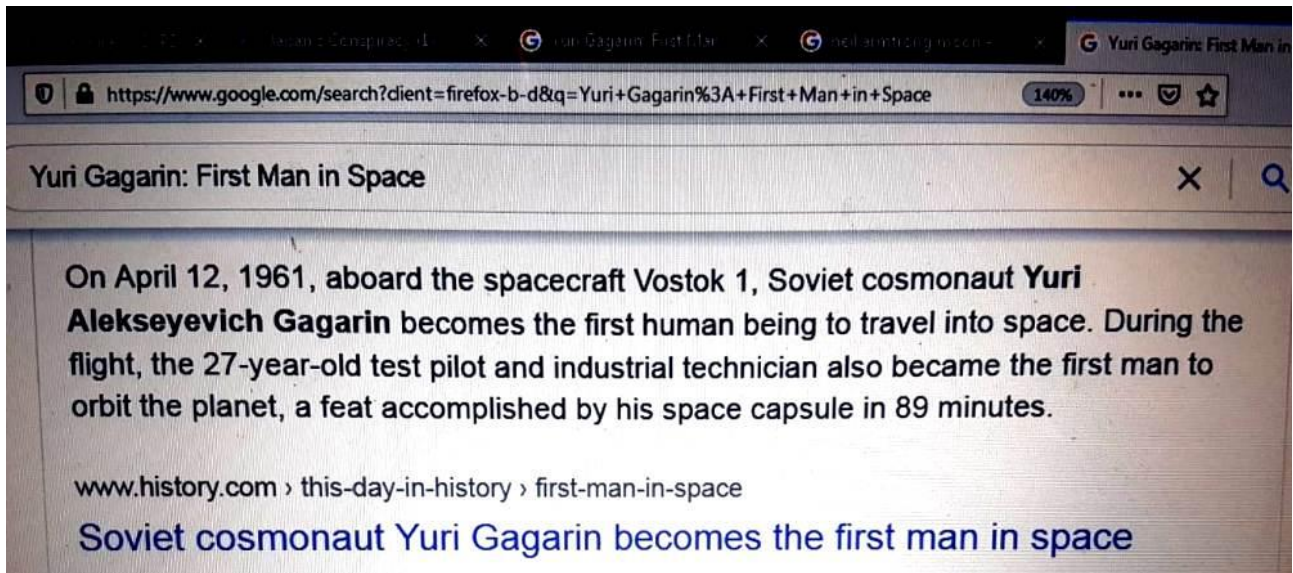 Yuri Gagarin: First Man in
https://www.google.com/search?client=firefox-b-d&q=Yuri+Gagarin%3A+First+Man+in+Space 140%
Yuri Gagarin: First Man in Space
On April 12, 1961, aboard the spacecraft Vostok 1, Soviet cosmonaut Yuri
Alekseyevich Gagarin becomes the first human being to travel into space. During the
flight, the 27-year-old test pilot and industrial technician also became the first man to
orbit the planet, a feat accomplished by his space capsule in 89 minutes.
www.history.com › this-day-in-history › first-man-in-space
Soviet cosmonaut Yuri Gagarin becomes the first man in space